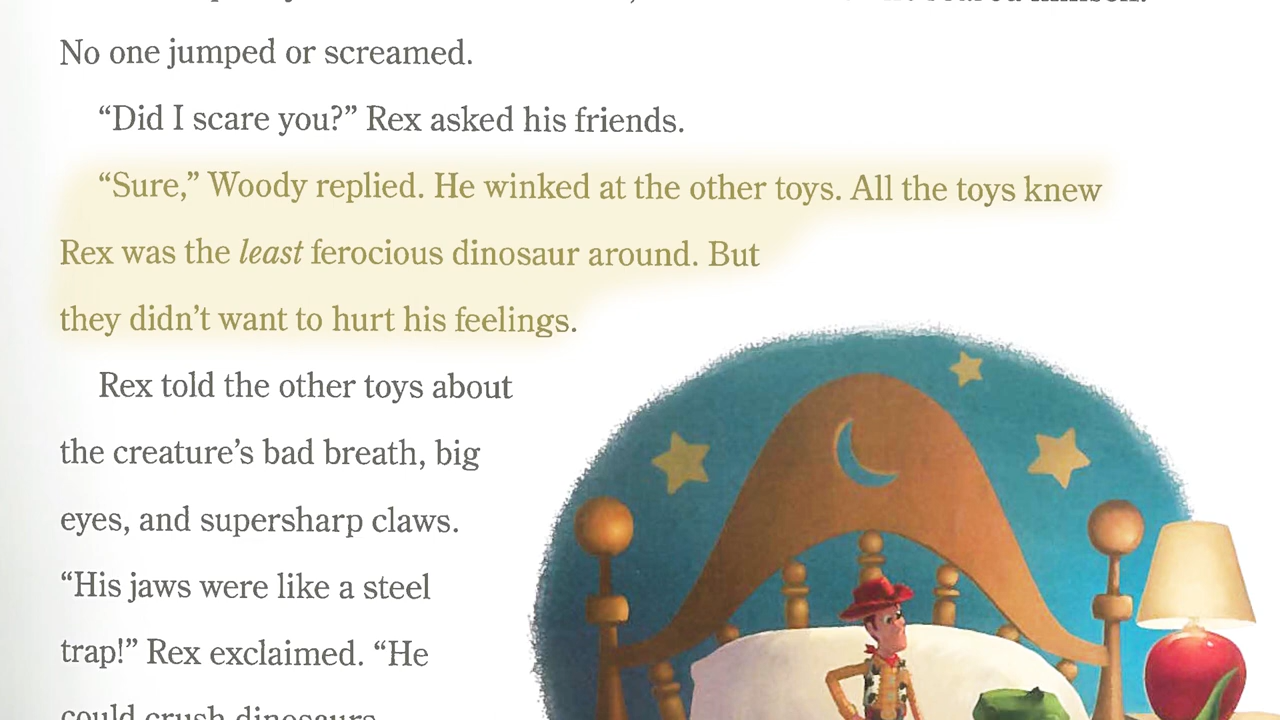 No one jumped or screamed.
“Did I scare you?” Rex asked his friends.
“Sure,” Woody replied. He winked at the other toys. All the toys knew
Rex was the least ferocious dinosaur around. But
they didn’t want to hurt his feelings.
Rex told the other toys about
the creature’s bad breath, big
eyes, and supersharp claws.
“His jaws were like a steel
trap!” Rex exclaimed. “He
could crush dinosaurs